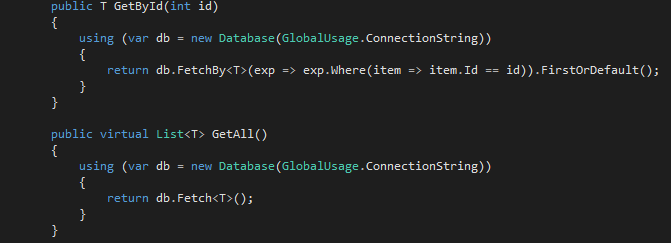 public T GetById(int id)
{
using (var db = new Database(GlobalUsage.ConnectionString))
{
return db.FetchBy<T>(exp => exp.Where(item => item.Id == id)).FirstOrDefault();
}
}
public virtual List<T> GetAll()
{
using (var db = new Database(GlobalUsage.ConnectionString))
{
return db.Fetch<T>();
}
}